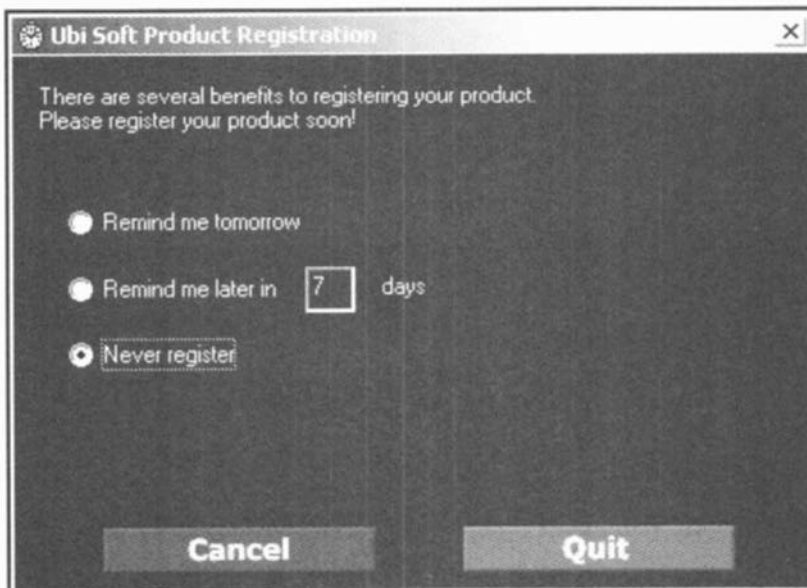 Ubi Soft Product Registration
There are several benefits to registering your product.
Please register your product soon!
Remind me tomorrow
Remind me later in 7 days
Never register
Cancel Quit